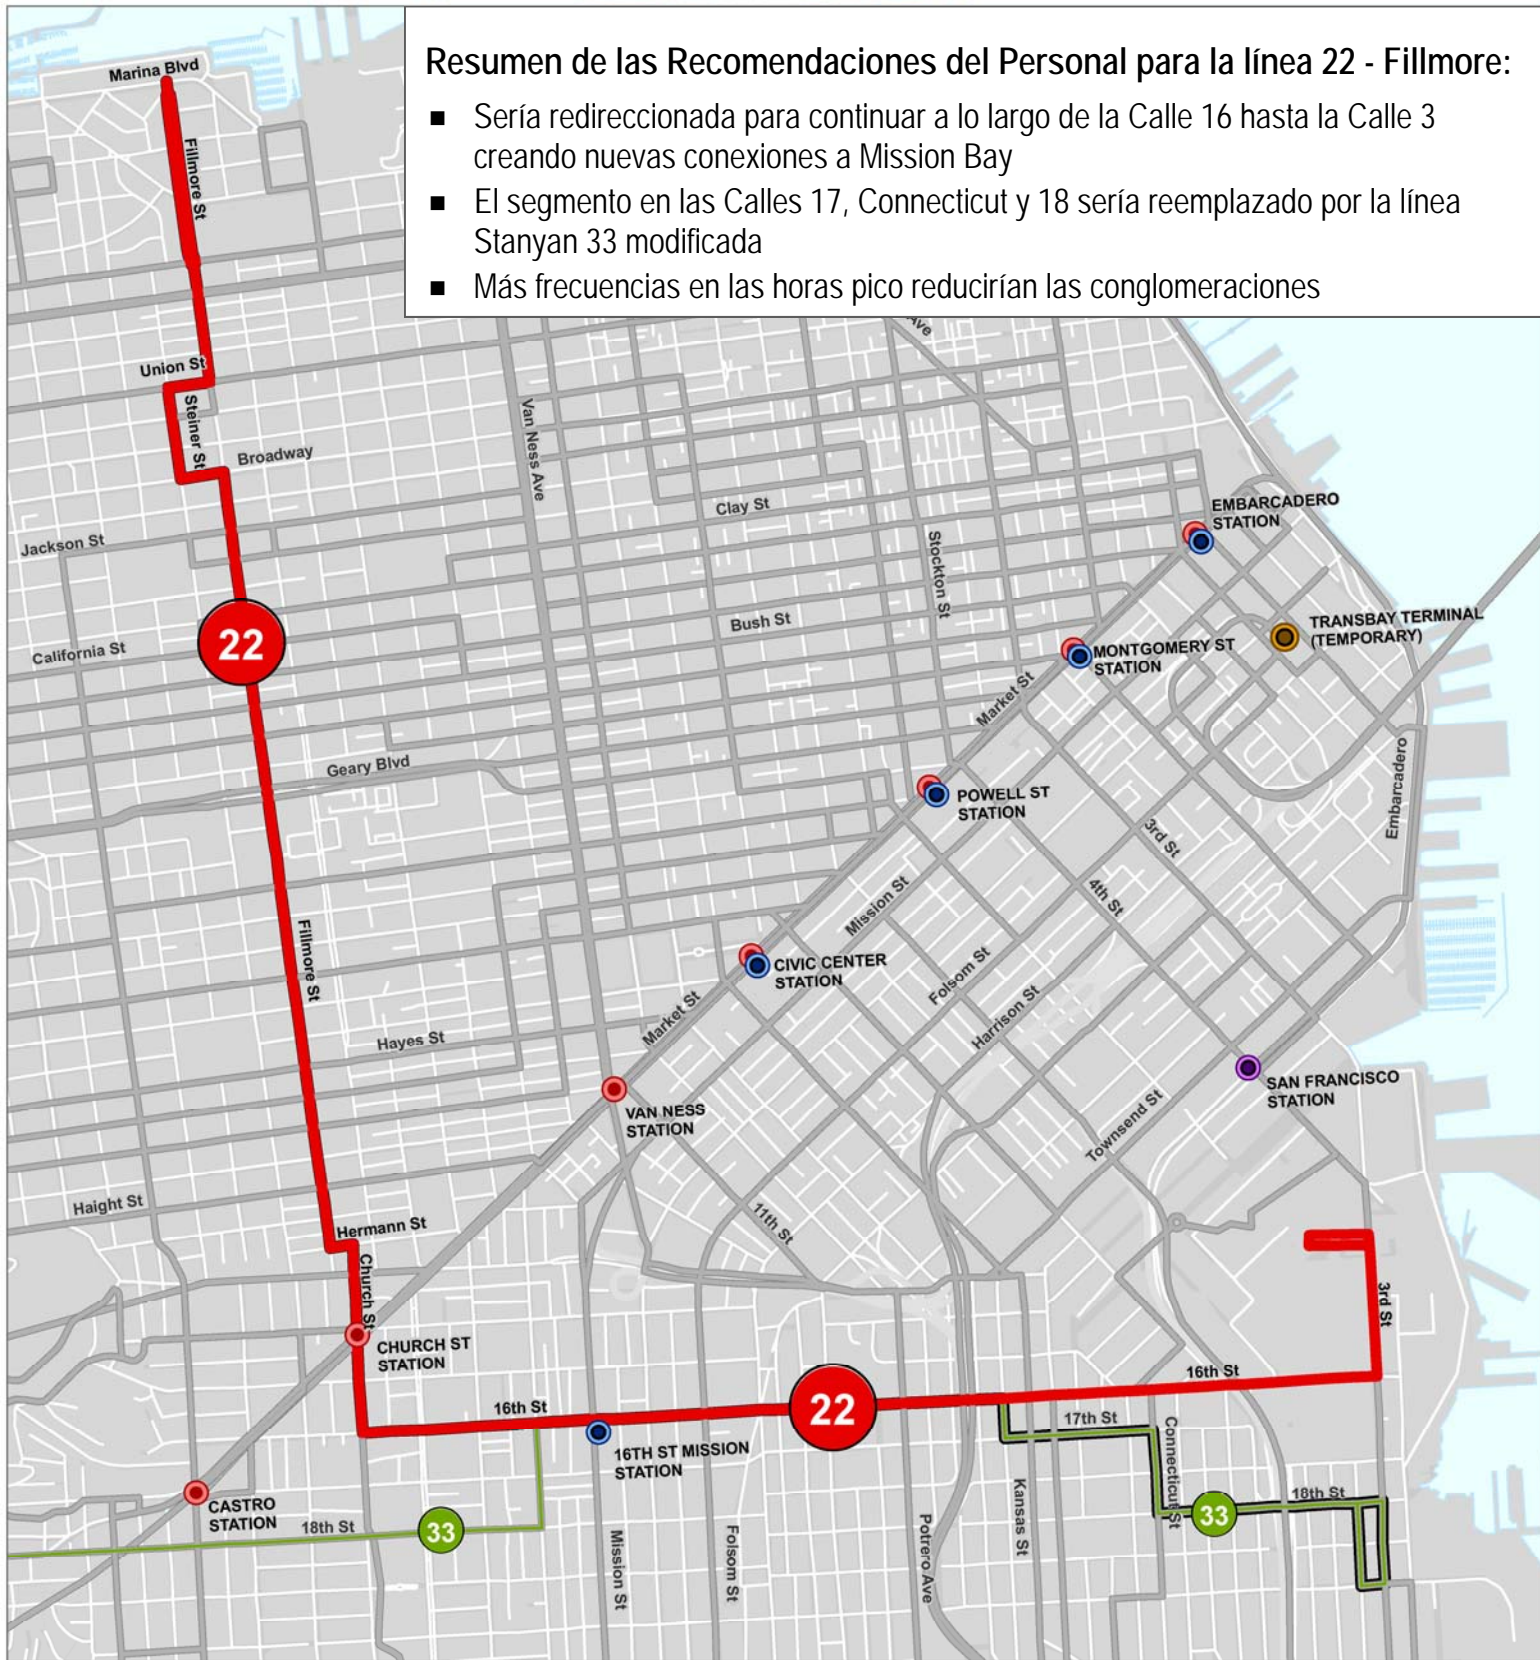 Resumen de las Recomendaciones del Personal para la línea 22 - Fillmore:
▪ Sería redireccionada para continuar a lo largo de la Calle 16 hasta la Calle 3
creando nuevas conexiones a Mission Bay
▪ El segmento en las Calles 17, Connecticut y 18 sería reemplazado por la línea
Stanyan 33 modificada
▪ Más frecuencias en las horas pico reducirían las conglomeraciones
Marina Blvd
Fillmore St
Ave
Union St
Steiner St
Broadway
Van Ness Ave
Clay St
Jackson St
Stockton St
EMBARCADERO
STATION
22
California St
Bush St
TRANSBAY TERMINAL
(TEMPORARY)
MONTGOMERY ST
STATION
Market St
Geary Blvd
Embarcadero
POWELL ST
STATION
3rd St
4th St
Mission St
Fillmore St
CIVIC CENTER
STATION
Folsom St
Harrison St
Market St
Hayes St
SAN FRANCISCO
STATION
VAN NESS
STATION
Townsend St
Haight St
11th St
Hermann St
Church St
3rd St
CHURCH ST
STATION
16th St
22
16th St
17th St
Connecticut St
16TH ST MISSION
STATION
Kansas St
18th St
CASTRO
STATION
18th St
33
33
Mission St
Folsom St
Potrero Ave